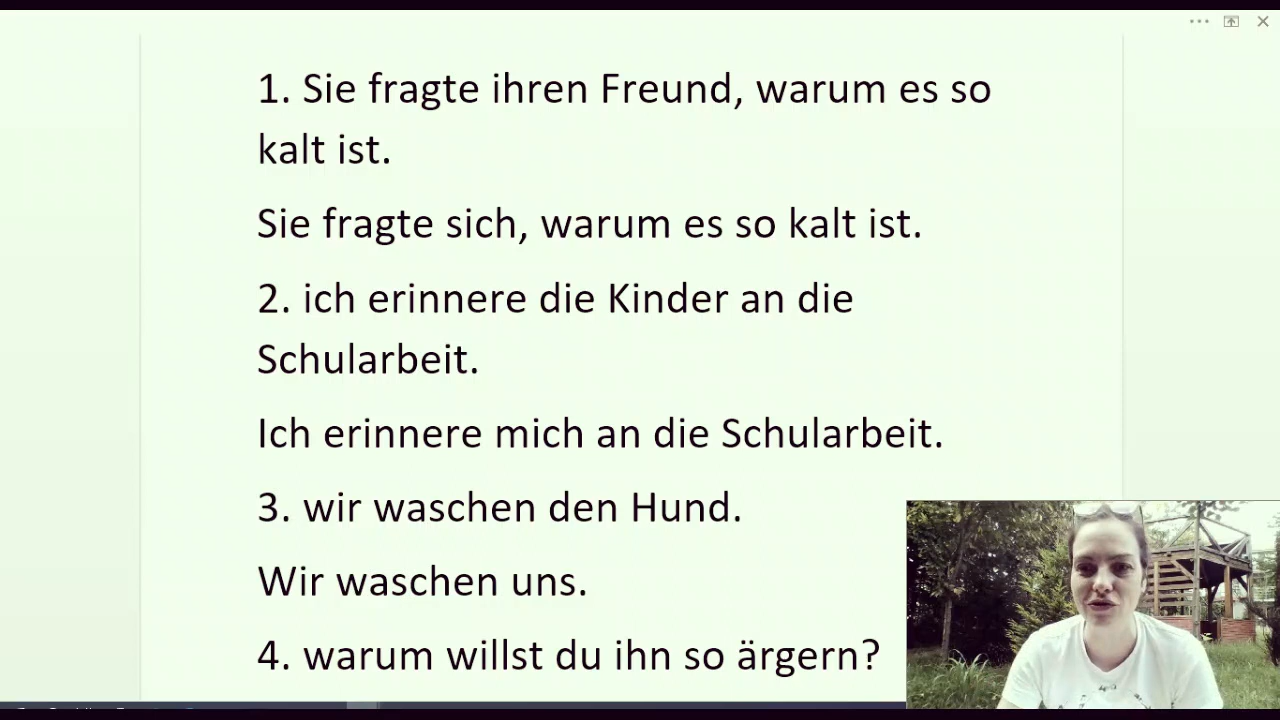 1. Sie fragte ihren Freund, warum es so
kalt ist.
Sie fragte sich, warum es so kalt ist.
2. ich erinnere die Kinder an die
Schularbeit.
Ich erinnere mich an die Schularbeit.
3. wir waschen den Hund.
Wir waschen uns.
4. warum willst du ihn so ärgern?